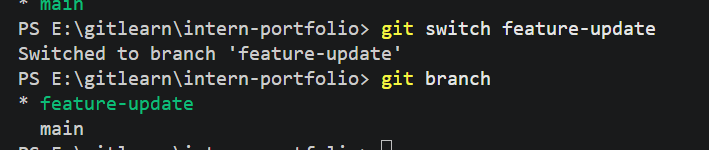 * main
PS E:\gitlearn\intern-portfolio> git switch feature-update
Switched to branch 'feature-update'
PS E:\gitlearn\intern-portfolio> git branch
* feature-update
  main
PS E:\gitlearn\intern-portfolio>